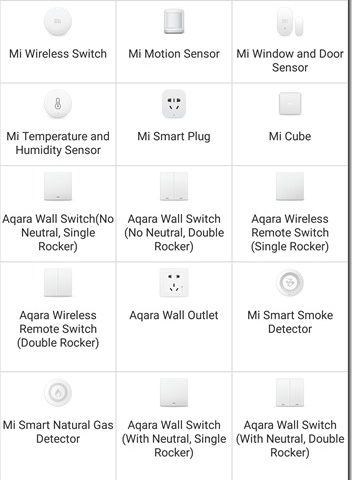 Mi Wireless Switch
Mi Motion Sensor
Mi Window and Door
Sensor
Mi Temperature and
Humidity Sensor
Mi Smart Plug
Mi Cube
Aqara Wall Switch(No
Neutral, Single
Rocker)
Aqara Wall Switch
(No Neutral, Double
Rocker)
Aqara Wireless
Remote Switch
(Single Rocker)
Aqara Wireless
Remote Switch
(Double Rocker)
Aqara Wall Outlet
Mi Smart Smoke
Detector
Mi Smart Natural Gas
Detector
Aqara Wall Switch
(With Neutral, Single
Rocker)
Aqara Wall Switch
(With Neutral, Double
Rocker)